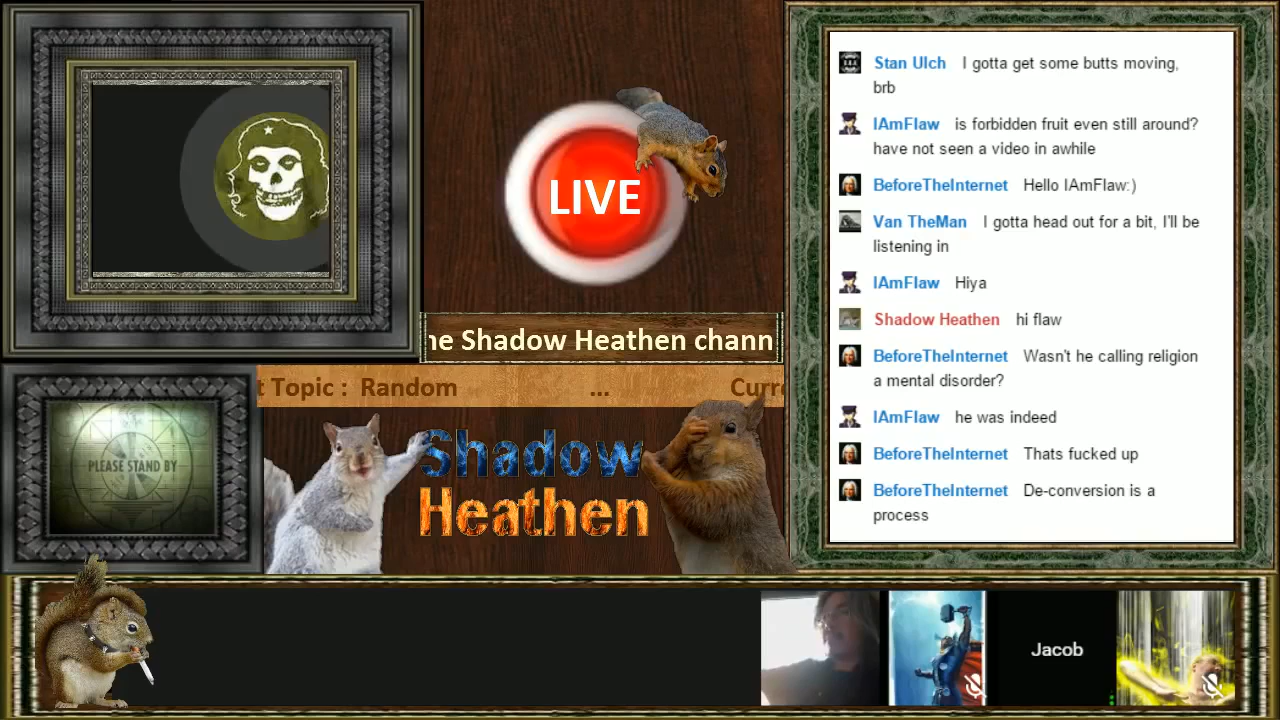 LIVE
ne Shadow Heathen chann
t Topic : Random ... Curre
PLEASE STAND BY
Shadow
Heathen
Stan Ulch I gotta get some butts moving,
brb
IAmFlaw is forbidden fruit even still around?
have not seen a video in awhile
BeforeTheInternet Hello IAmFlaw:)
Van TheMan I gotta head out for a bit, I'll be
listening in
IAmFlaw Hiya
Shadow Heathen hi flaw
BeforeTheInternet Wasn't he calling religion
a mental disorder?
IAmFlaw he was indeed
BeforeTheInternet Thats fucked up
BeforeTheInternet De-conversion is a
process
Jacob